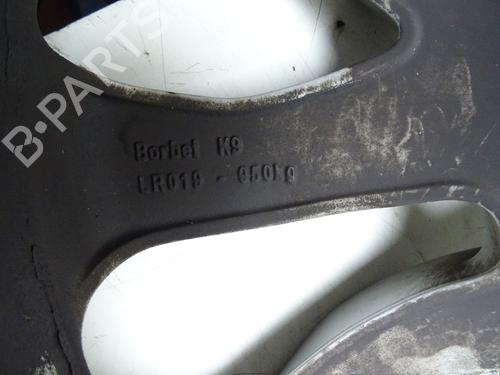 B-PARTS
Borbet K9
LR019 - 950kg